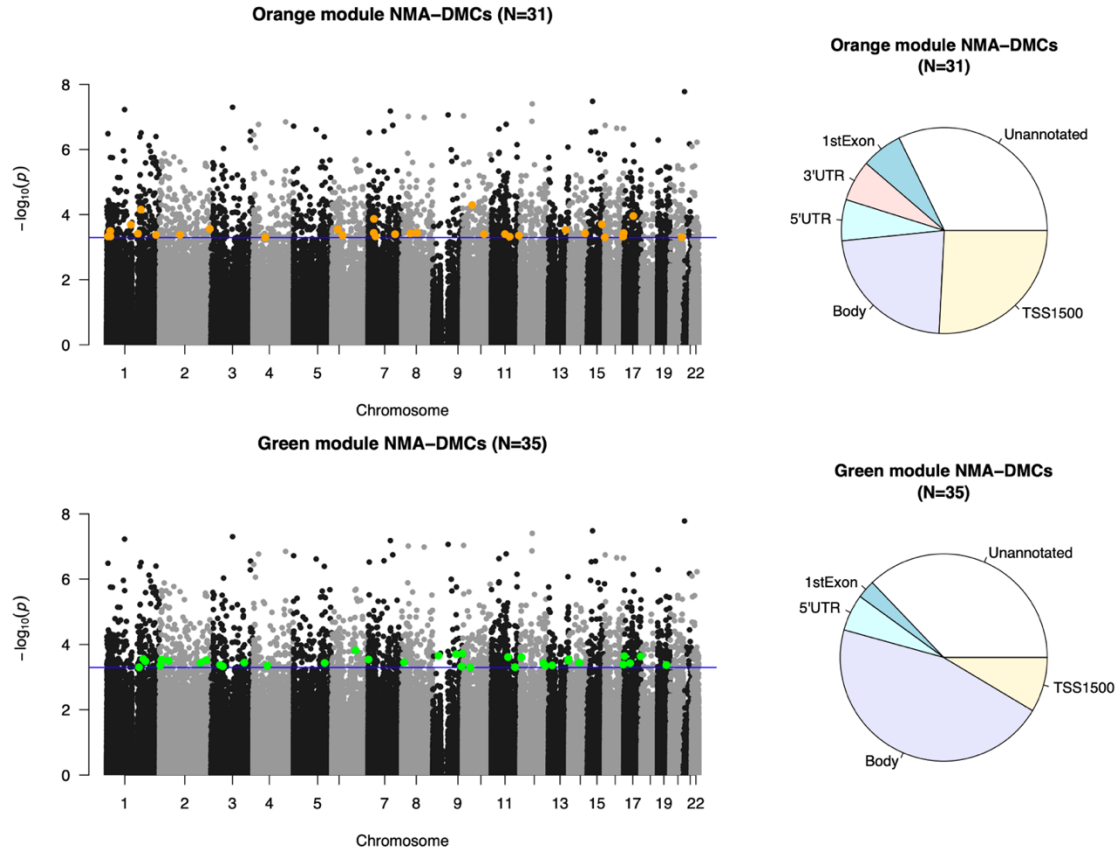 Orange module NMA−DMCs (N=31)
8
6
4
2
0
−log10(p)
1 2 3 4 5 7 8 9 11 13 15 17 19 22
Chromosome
Orange module NMA−DMCs
(N=31)
Unannotated
1stExon
3'UTR
5'UTR
Body
TSS1500
Green module NMA−DMCs (N=35)
8
6
4
2
0
−log10(p)
1 2 3 4 5 7 8 9 11 13 15 17 19 22
Chromosome
Green module NMA−DMCs
(N=35)
Unannotated
1stExon
5'UTR
Body
TSS1500